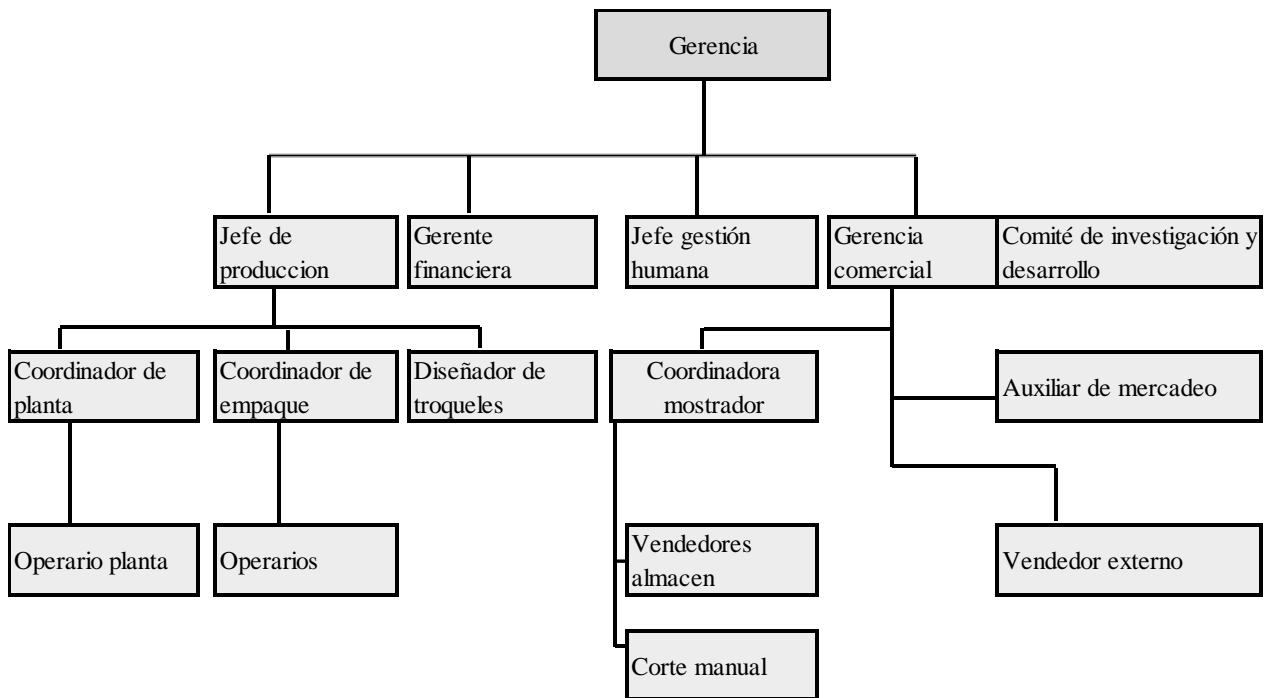 Gerencia
Jefe de
produccion
Gerente
financiera
Jefe gestión
humana
Gerencia
comercial
Comité de investigación y
desarrollo
Coordinador de
planta
Coordinador de
empaque
Diseñador de
troqueles
Coordinadora
mostrador
Auxiliar de mercadeo
Operario planta
Operarios
Vendedores
almacen
Vendedor externo
Corte manual